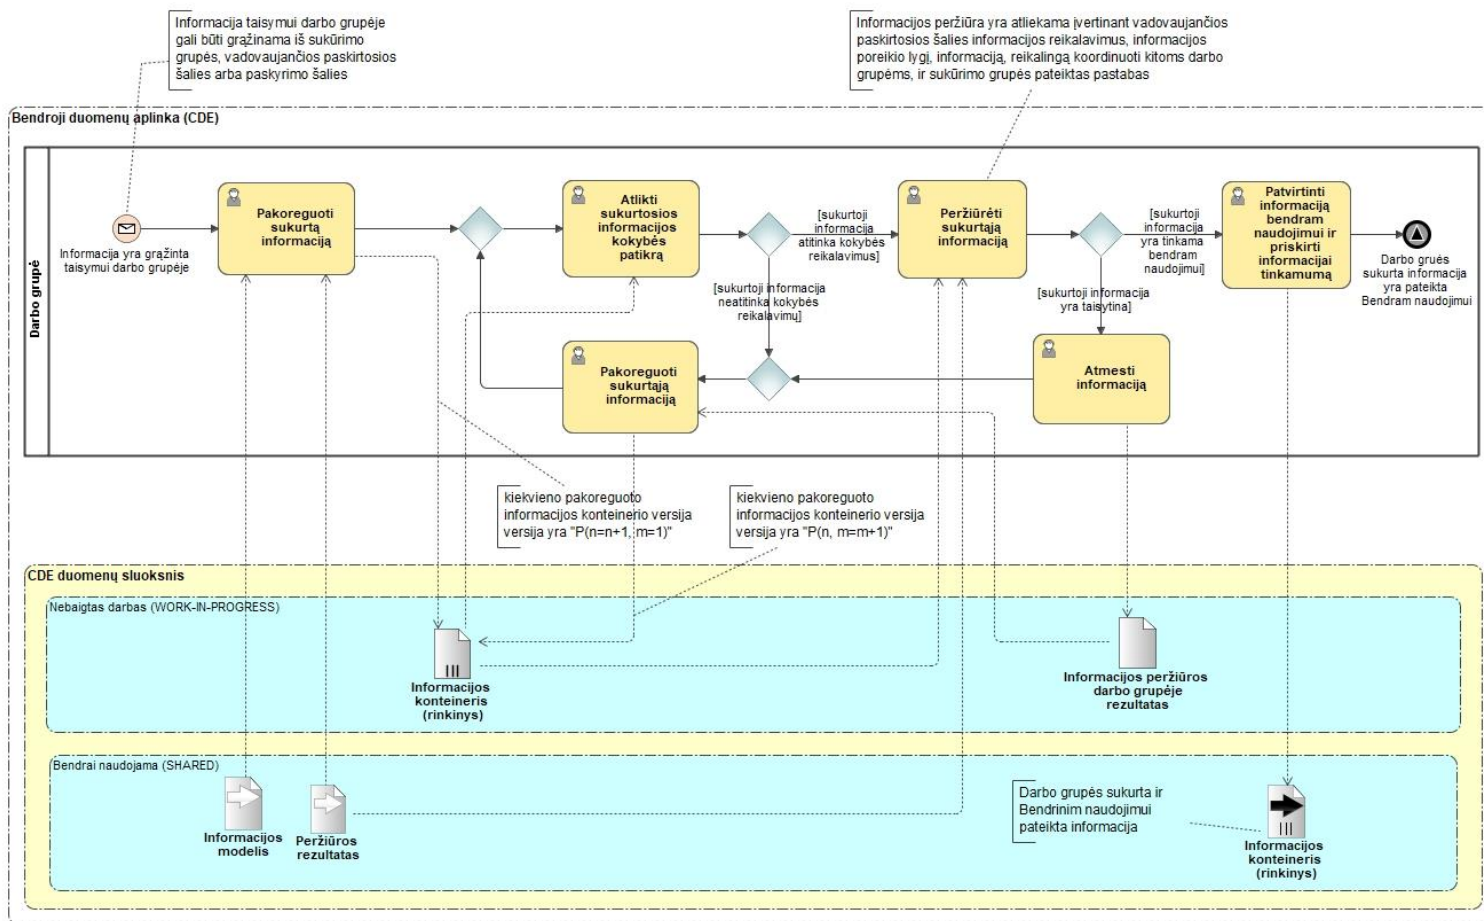 Informacija taisymui darbo grupėje
gali būti grąžinama iš sukūrimo
grupės, vadovaujančios paskirtosios
šalies arba paskyrimo šalies
Informacijos peržiūra yra atliekama įvertinant vadovaujančios
paskirtosios šalies informacijos reikalavimus, informacijos
poreikio lygį, informaciją, reikalingą koordinuoti kitoms darbo
grupėms, ir sukūrimo grupės pateiktas pastabas
Bendroji duomenų aplinka (CDE)
Darbo grupė
Informacija yra grąžinta
taisymui darbo grupėje
Pakoreguoti
sukurtą
informaciją
Atlikti
sukurtosios
informacijos
kokybės
patikrą
[sukurtoji
informacija
atitinka kokybės
reikalavimus]
[sukurtoji informacija
neatitinka kokybės
reikalavimų]
Peržiūrėti
sukurtąją
informaciją
[sukurtoji
informacija
yra tinkama
bendram
naudojimui]
[sukurtoji informacija
yra taisytina]
Patvirtinti
informaciją
bendram
naudojimui ir
priskirti
informacijai
tinkamumą
Darbo gruės
sukurta informacija
yra pateikta
Bendram naudojimui
Pakoreguoti
sukurtąją
informaciją
Atmesti
informaciją
kiekvieno pakoreguoto
informacijos konteinerio versija
versija yra "P(n=n+1, m=1)"
kiekvieno pakoreguoto
informacijos konteinerio versija
versija yra "P(n, m=m+1)"
CDE duomenų sluoksnis
Nebaigtas darbas (WORK-IN-PROGRESS)
Informacijos
konteineris
(rinkinys)
Informacijos peržiūros
darbo grupėje
rezultatas
Bendrai naudojama (SHARED)
Informacijos
modelis
Peržiūros
rezultatas
Darbo grupės sukurta ir
Bendrinim naudojimui
pateikta informacija
Informacijos
konteineris
(rinkinys)